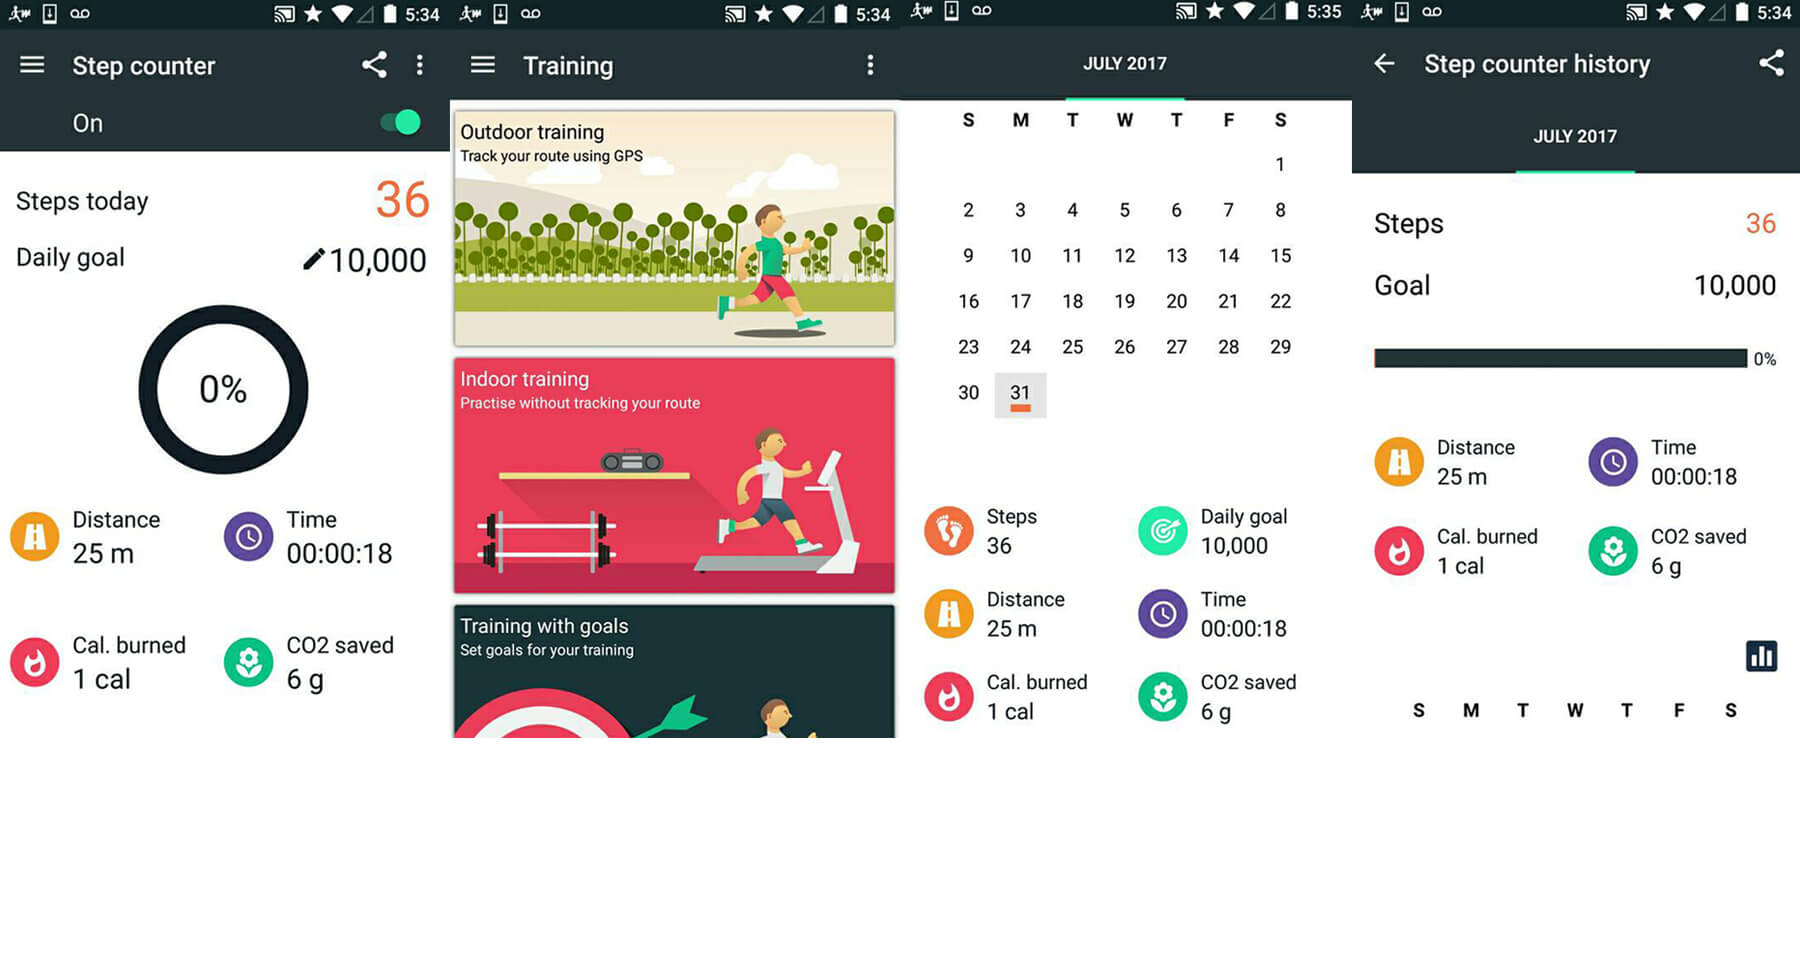 5:34
Step counter
On
Steps today 36
Daily goal 10,000
0%
Distance
25 m
Time
00:00:18
Cal. burned
1 cal
CO2 saved
6 g
5:34
Training
Outdoor training
Track your route using GPS
Indoor training
Practise without tracking your route
Training with goals
Set goals for your training
5:35
JULY 2017
S M T W T F S
1
2 3 4 5 6 7 8
9 10 11 12 13 14 15
16 17 18 19 20 21 22
23 24 25 26 27 28 29
30 31
Steps
36
Daily goal
10,000
Distance
25 m
Time
00:00:18
Cal. burned
1 cal
CO2 saved
6 g
5:34
Step counter history
JULY 2017
Steps 36
Goal 10,000
0%
Distance
25 m
Time
00:00:18
Cal. burned
1 cal
CO2 saved
6 g
S M T W T F S